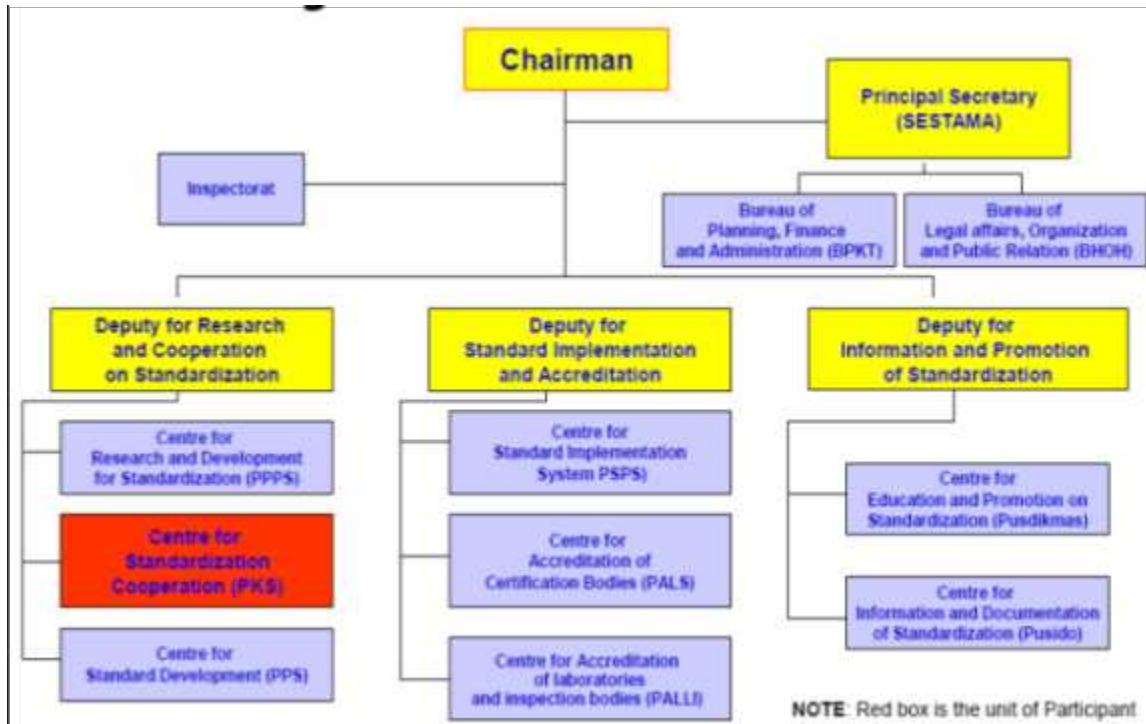 Chairman
Principal Secretary
(SESTAMA)
Inspectorat
Bureau of
Planning, Finance
and Administration (BPKT)
Bureau of
Legal affairs, Organization
and Public Relation (BHOH)
Deputy for Research
and Cooperation
on Standardization
Deputy for
Standard Implementation
and Accreditation
Deputy for
Information and Promotion
of Standardization
Centre for
Research and Development
for Standardization (PPPS)
Centre for
Standardization
Cooperation (PKS)
Centre for
Standard Development (PPS)
Centre for
Standard Implementation
System PSPS)
Centre for
Accreditation of
Certification Bodies (PALS)
Centre for Accreditation
of laboratories
and inspection bodies (PALLI)
Centre for
Education and Promotion on
Standardization (Pusdikmas)
Centre for
Information and Documentation
of Standardization (Pusido)
NOTE: Red box is the unit of Participant